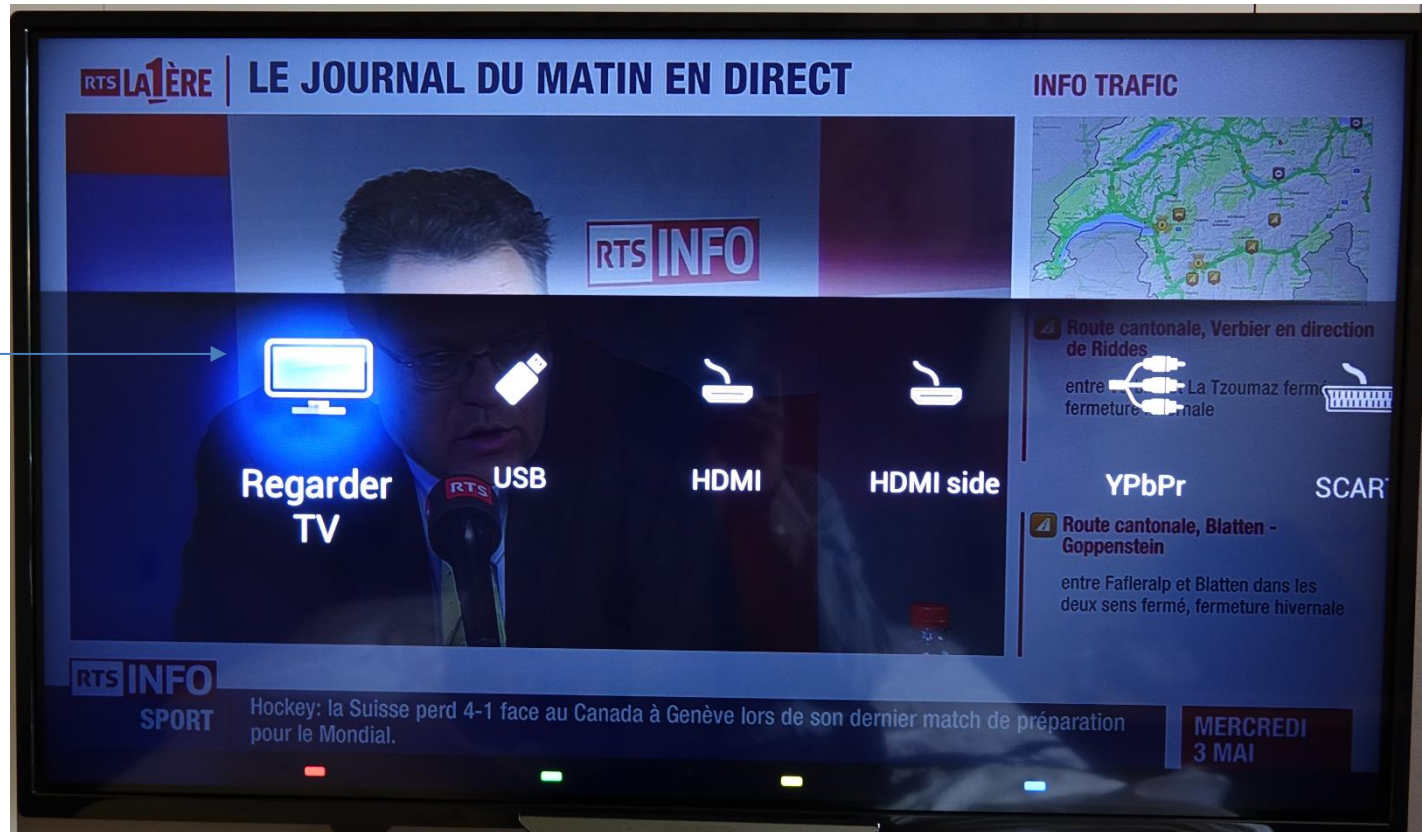 RTS LA 1ÈRE
LE JOURNAL DU MATIN EN DIRECT
INFO TRAFIC
RTS INFO
Route cantonale, Verbier en direction
de Riddes
entre La Tzoumaz
fermeture
Regarder
TV
USB
HDMI
HDMI side
YPbPr
SCART
RTS
Route cantonale, Blatten -
Goppenstein
entre Fafleralp et Blatten dans les
deux sens fermé, fermeture hivernale
RTS INFO
SPORT
Hockey: la Suisse perd 4-1 face au Canada à Genève lors de son dernier match de préparation
pour le Mondial.
MERCREDI
3 MAI